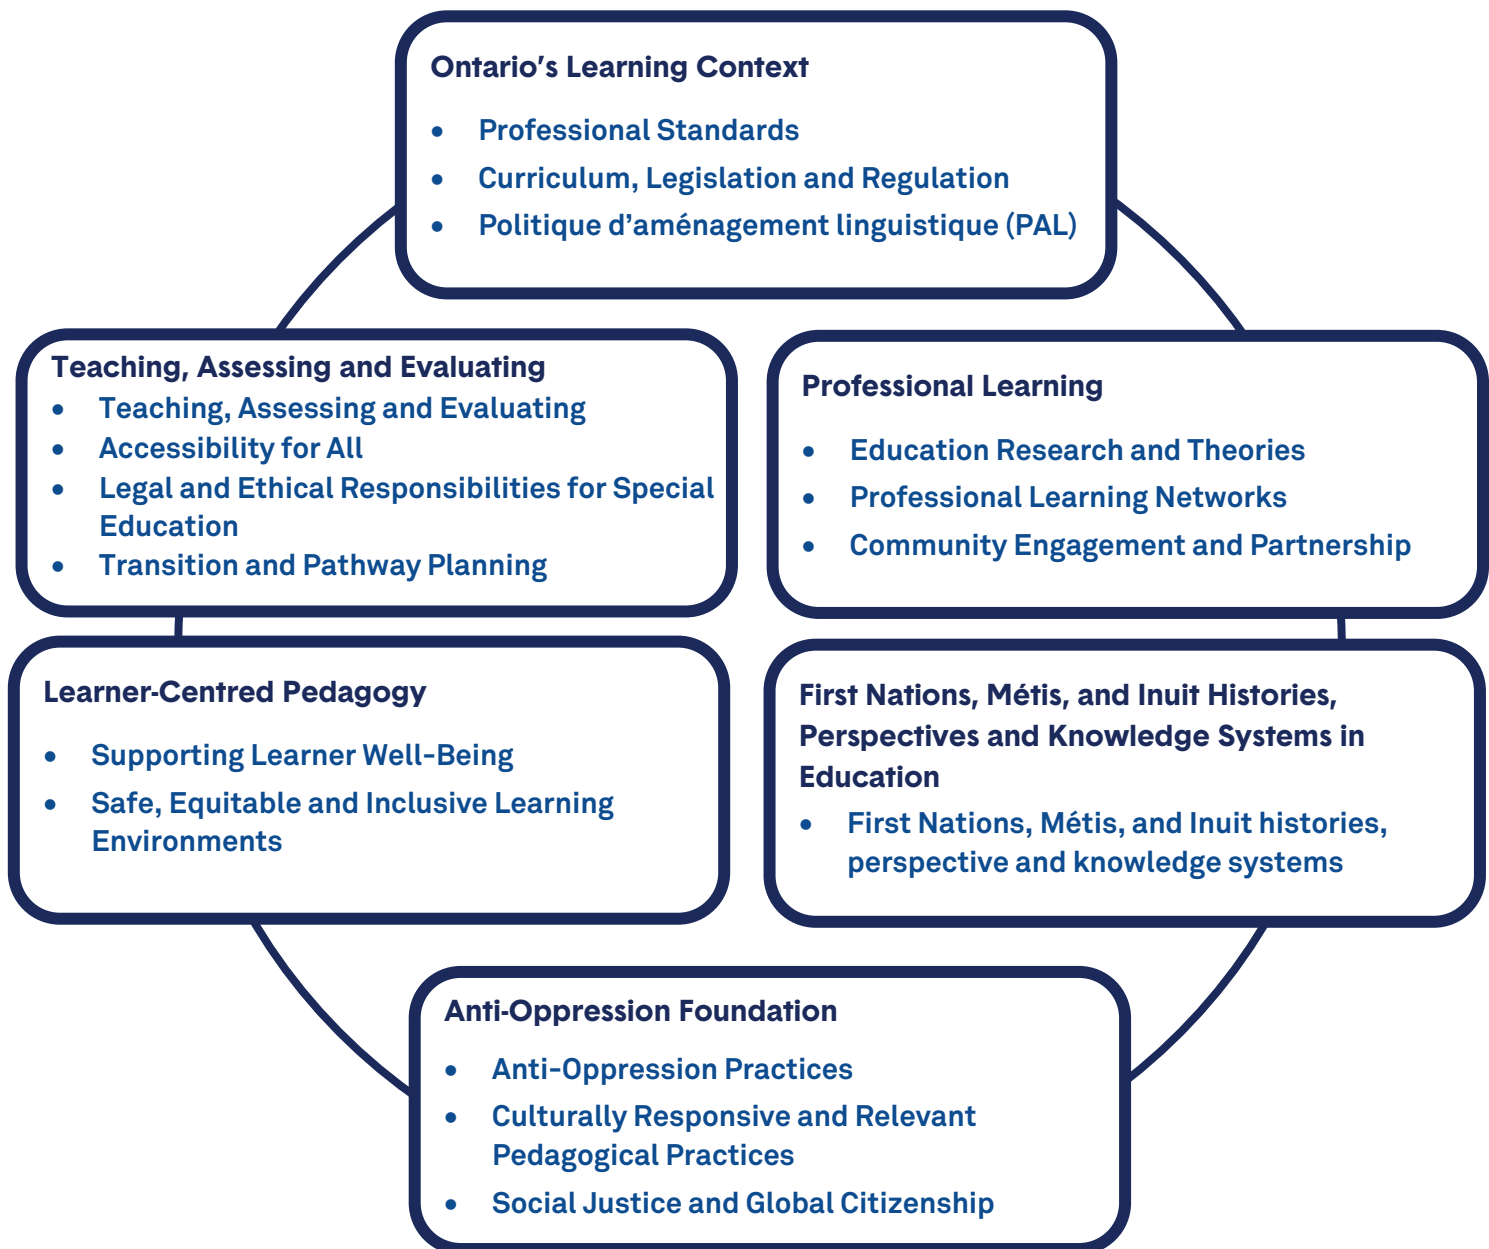 Ontario's Learning Context
• Professional Standards
• Curriculum, Legislation and Regulation
• Politique d'aménagement linguistique (PAL)
Teaching, Assessing and Evaluating
• Teaching, Assessing and Evaluating
• Accessibility for All
• Legal and Ethical Responsibilities for Special
Education
• Transition and Pathway Planning
Professional Learning
• Education Research and Theories
• Professional Learning Networks
• Community Engagement and Partnership
Learner-Centred Pedagogy
• Supporting Learner Well-Being
• Safe, Equitable and Inclusive Learning
Environments
First Nations, Métis, and Inuit Histories,
Perspectives and Knowledge Systems in
Education
• First Nations, Métis, and Inuit histories,
perspective and knowledge systems
Anti-Oppression Foundation
• Anti-Oppression Practices
• Culturally Responsive and Relevant
Pedagogical Practices
• Social Justice and Global Citizenship